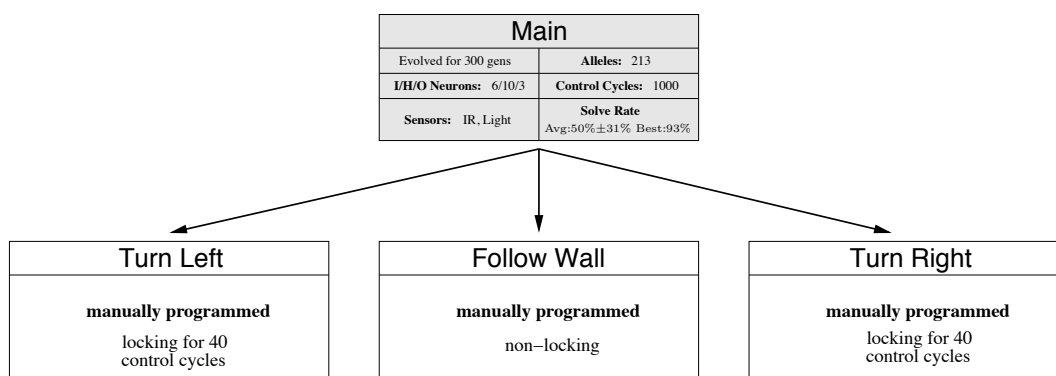 Main
Evolved for 300 gens
Alleles: 213
I/H/O Neurons: 6/10/3
Control Cycles: 1000
Sensors: IR, Light
Solve Rate
Avg:50%±31% Best:93%
Turn Left
manually programmed
locking for 40
control cycles
Follow Wall
manually programmed
non−locking
Turn Right
manually programmed
locking for 40
control cycles